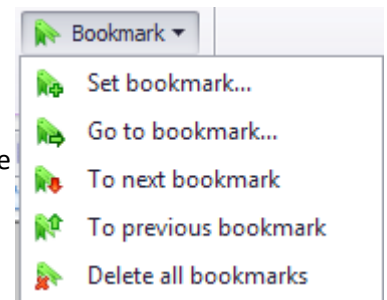 Bookmark
Set bookmark...
Go to bookmark...
e
To next bookmark
To previous bookmark
Delete all bookmarks